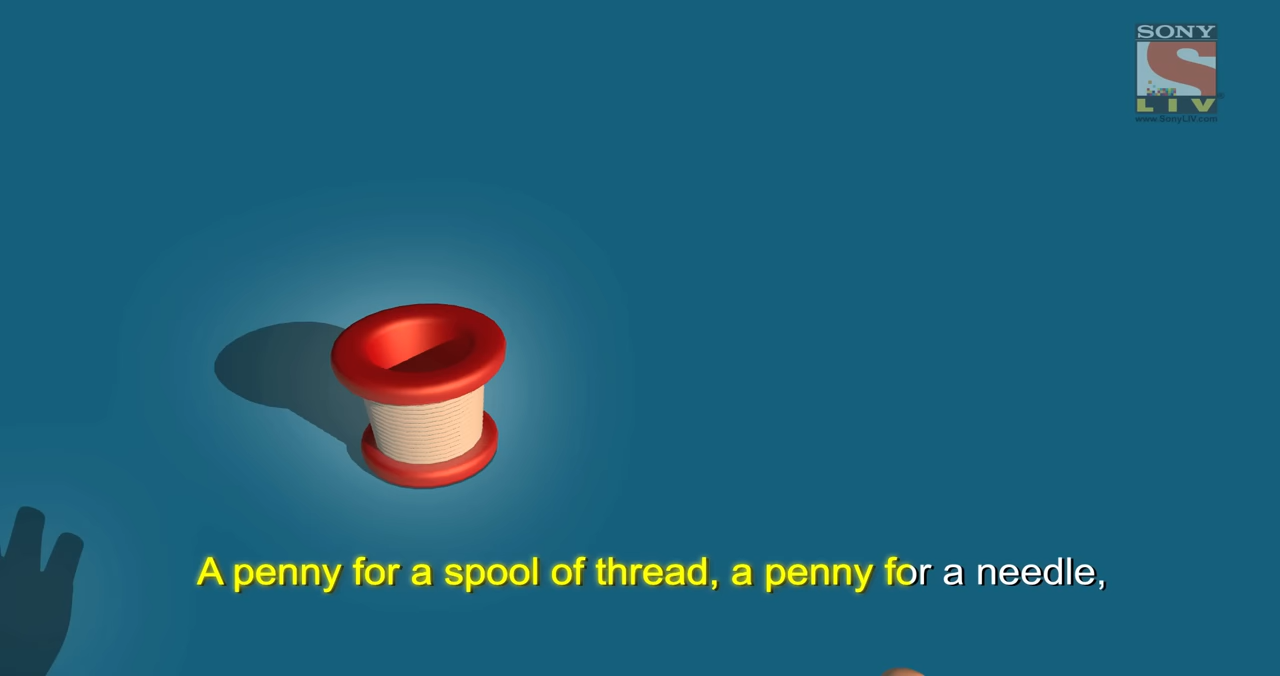 SONY
LIV
www.SonyLIV.com
A penny for a spool of thread, a penny for a needle,